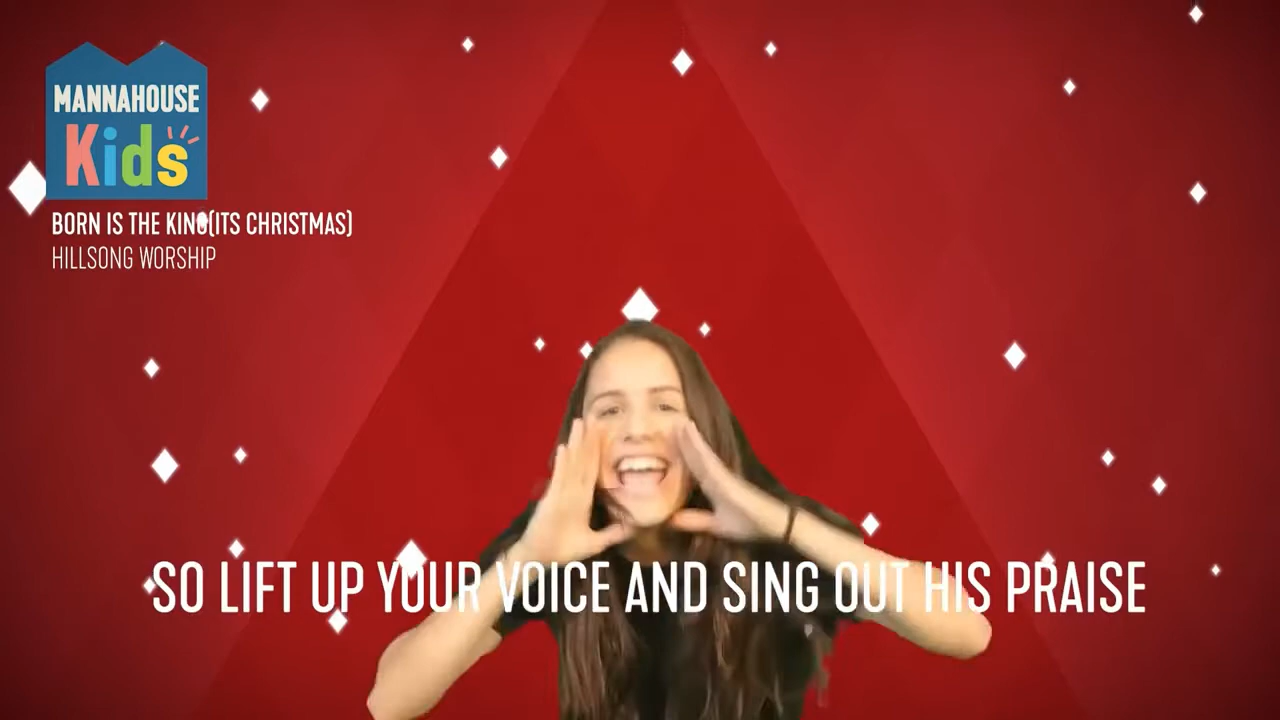 MANNAHOUSE
Kids
BORN IS THE KING(ITS CHRISTMAS)
HILLSONG WORSHIP
SO LIFT UP YOUR VOICE AND SING OUT HIS PRAISE